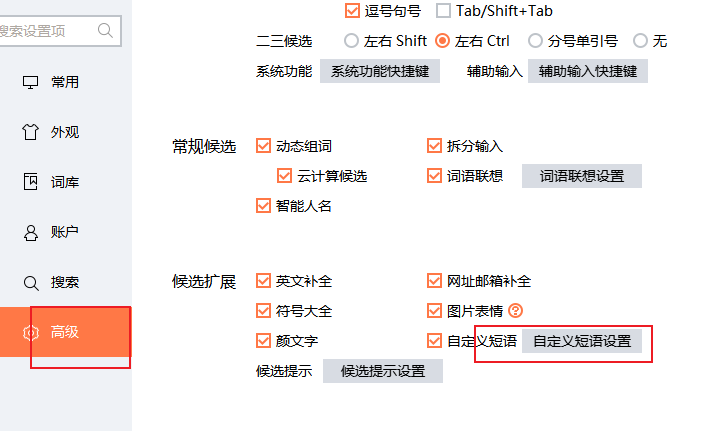 逗号句号 Tab/Shift+Tab
搜索设置项
二三候选 左右 Shift 左右 Ctrl 分号单引号 无
系统功能 系统功能快捷键 辅助输入 辅助输入快捷键
常用
外观
词库
账户
搜索
高级
常规候选 动态组词 拆分输入
云计算候选 词语联想 词语联想设置
智能人名
候选扩展 英文补全 网址邮箱补全
符号大全 图片表情 ?
颜文字 自定义短语 自定义短语设置
候选提示 候选提示设置